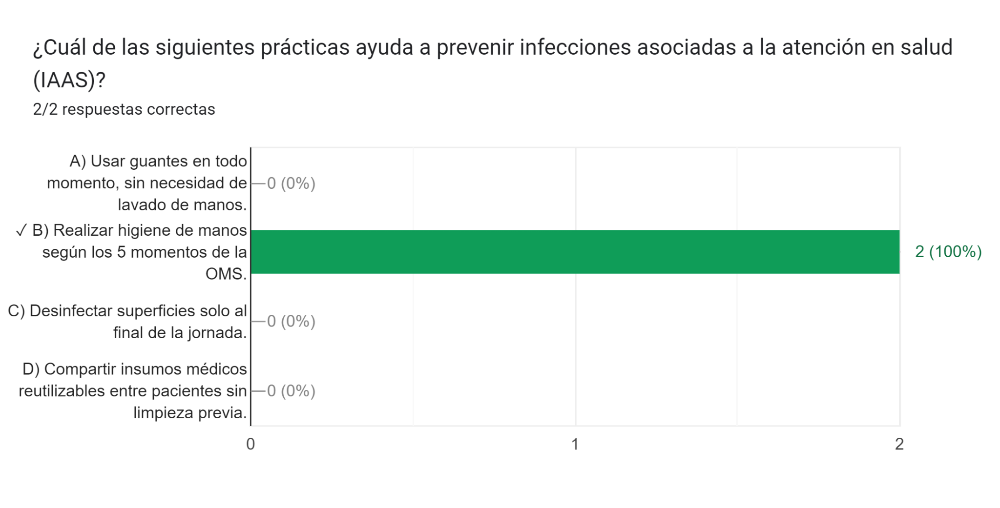 ¿Cuál de las siguientes prácticas ayuda a prevenir infecciones asociadas a la atención en salud
(IAAS)?
2/2 respuestas correctas
A) Usar guantes en todo
momento, sin necesidad de
lavado de manos.
0 (0%)
✓ B) Realizar higiene de manos
según los 5 momentos de la
OMS.
2 (100%)
C) Desinfectar superficies solo al
final de la jornada.
0 (0%)
D) Compartir insumos médicos
reutilizables entre pacientes sin
limpieza previa.
0 (0%)
0 1 2